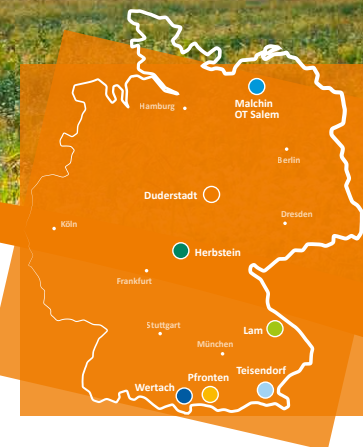 Hamburg
Malchin
OT Salem
Berlin
Duderstadt
Dresden
Köln
Herbstein
Frankfurt
Stuttgart
Lam
München
Teisendorf
Pfronten
Wertach